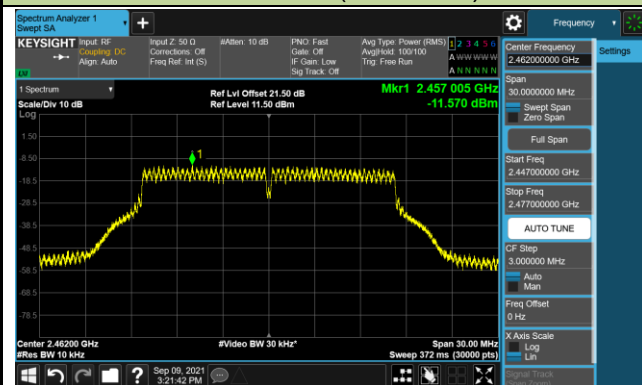 Spectrum Analyzer 1
Swept SA
+
Frequency
KEYSIGHT
Input: RF
Coupling: DC
Align: Auto
Input Z: 50 Ω
Corrections: Off
Freq Ref: Int (S)
#Atten: 10 dB
PNO: Fast
Gate: Off
IF Gain: Low
Sig Track: Off
Avg Type: Power (RMS)
Avg|Hold: 100/100
Trig: Free Run
1 2 3 4 5 6
A W W W W W
A N N N N N
LXI
Center Frequency
2.462000000 GHz
Settings
Span
30.0000000 MHz
Swept Span
Zero Span
Full Span
Start Freq
2.447000000 GHz
Stop Freq
2.477000000 GHz
AUTO TUNE
CF Step
3.000000 MHz
Auto
Man
Freq Offset
0 Hz
X Axis Scale
Log
Lin
Signal Track
(Span Zoom)
1 Spectrum
Scale/Div 10 dB
Log
Ref Lvl Offset 21.50 dB
Ref Level 11.50 dBm
Mkr1 2.457 005 GHz
-11.570 dBm
1
1.50
-8.50
-18.5
-28.5
-38.5
-48.5
-58.5
-68.5
-78.5
Center 2.46200 GHz
#Res BW 10 kHz
#Video BW 30 kHz*
Span 30.00 MHz
Sweep 372 ms (30000 pts)
?
Sep 09, 2021
3:21:42 PM